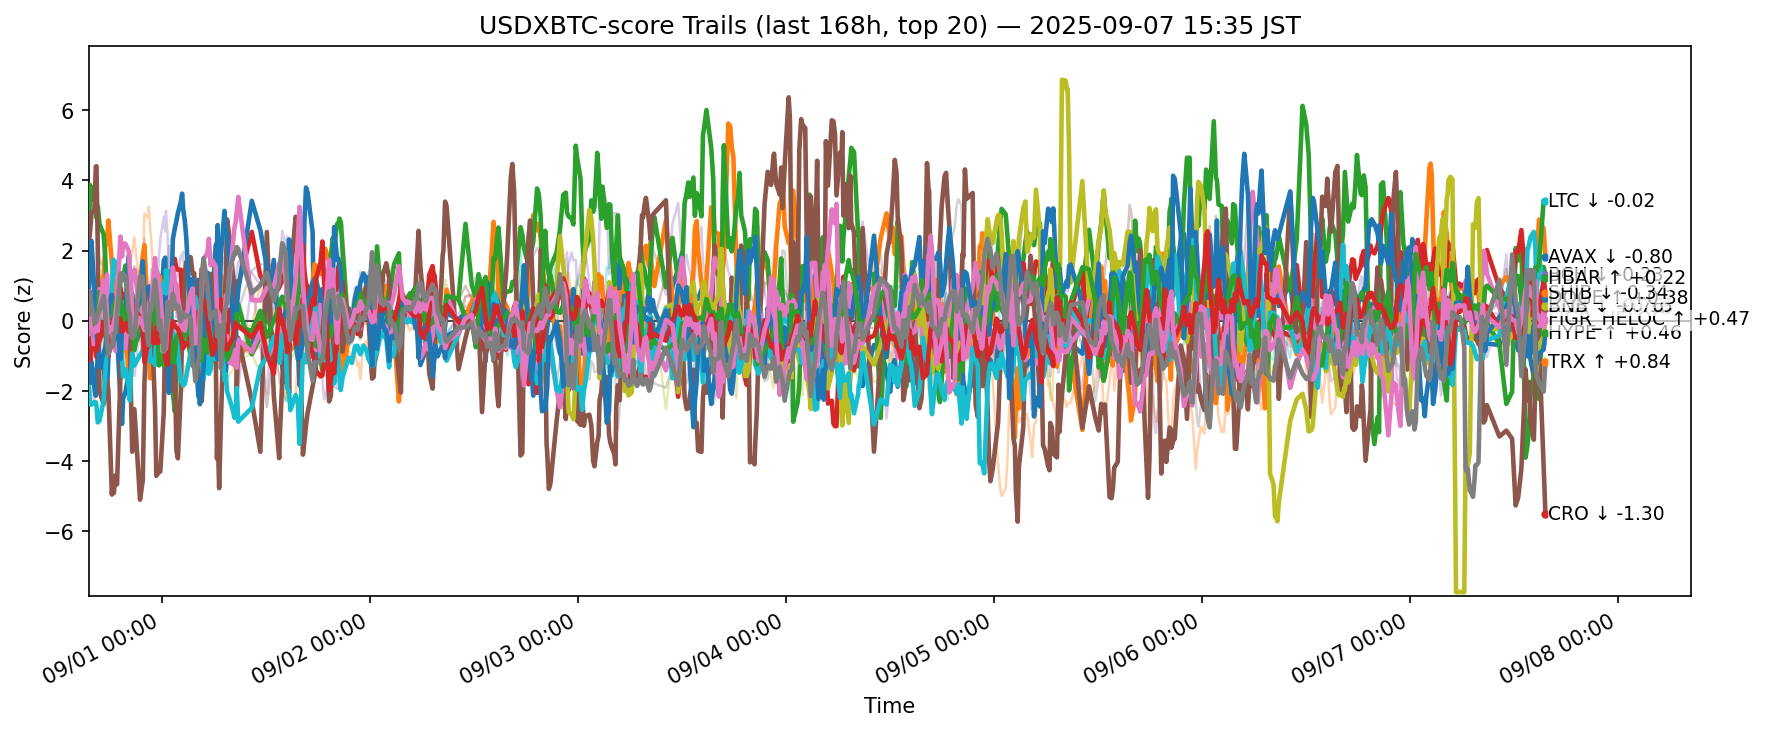 USDXBTC-score Trails (last 168h, top 20) — 2025-09-07 15:35 JST
Score (z)
6
4
2
0
−2
−4
−6
LTC ↓ -0.02
AVAX ↓ -0.80
HBAR ↑ +0.22
SHIB ↓ -0.34
BNB ↓
FIGR_HELOC ↑ +0.47
HYPE ↑ +0.46
TRX ↑ +0.84
CRO ↓ -1.30
09/01 00:00
09/02 00:00
09/03 00:00
09/04 00:00
09/05 00:00
09/06 00:00
09/07 00:00
09/08 00:00
Time